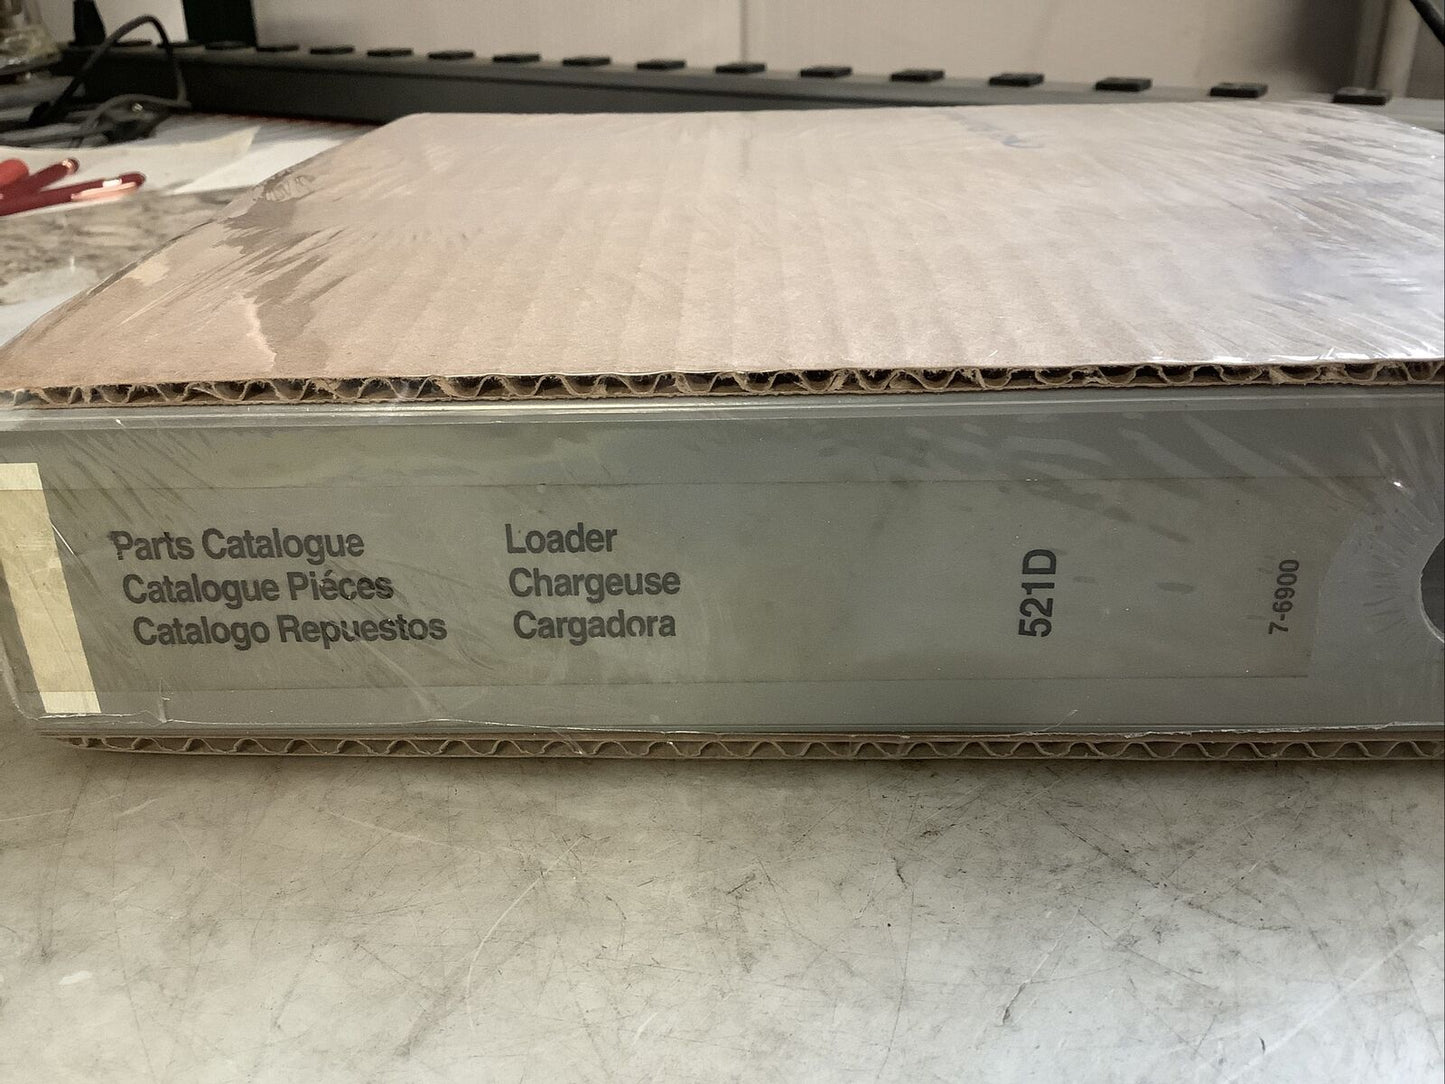 Parts Catalogue
Catalogue Piéces
Catalogo Repuestos
Loader
Chargeuse
Cargadora
521D
7-6900